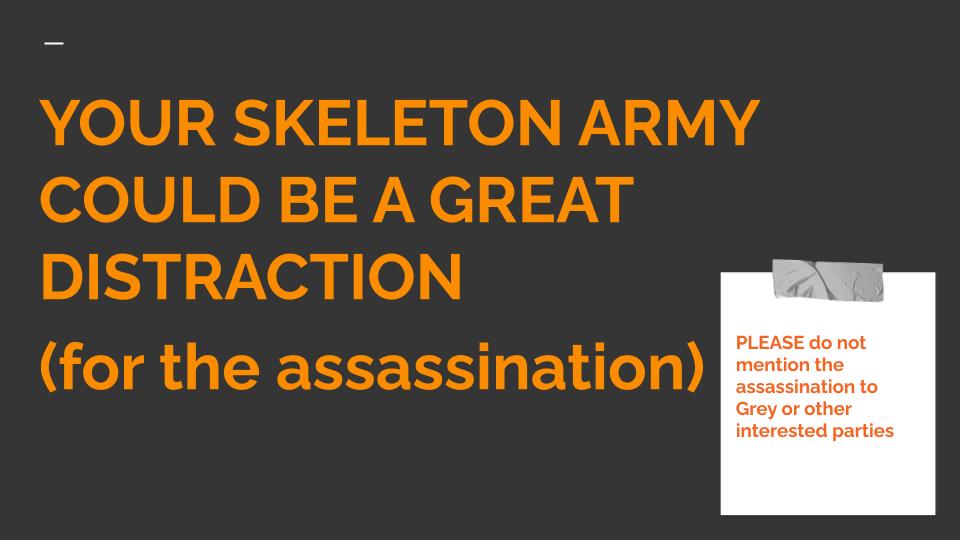 YOUR SKELETON ARMY
COULD BE A GREAT
DISTRACTION
(for the assassination)
PLEASE do not
mention the
assassination to
Grey or other
interested parties